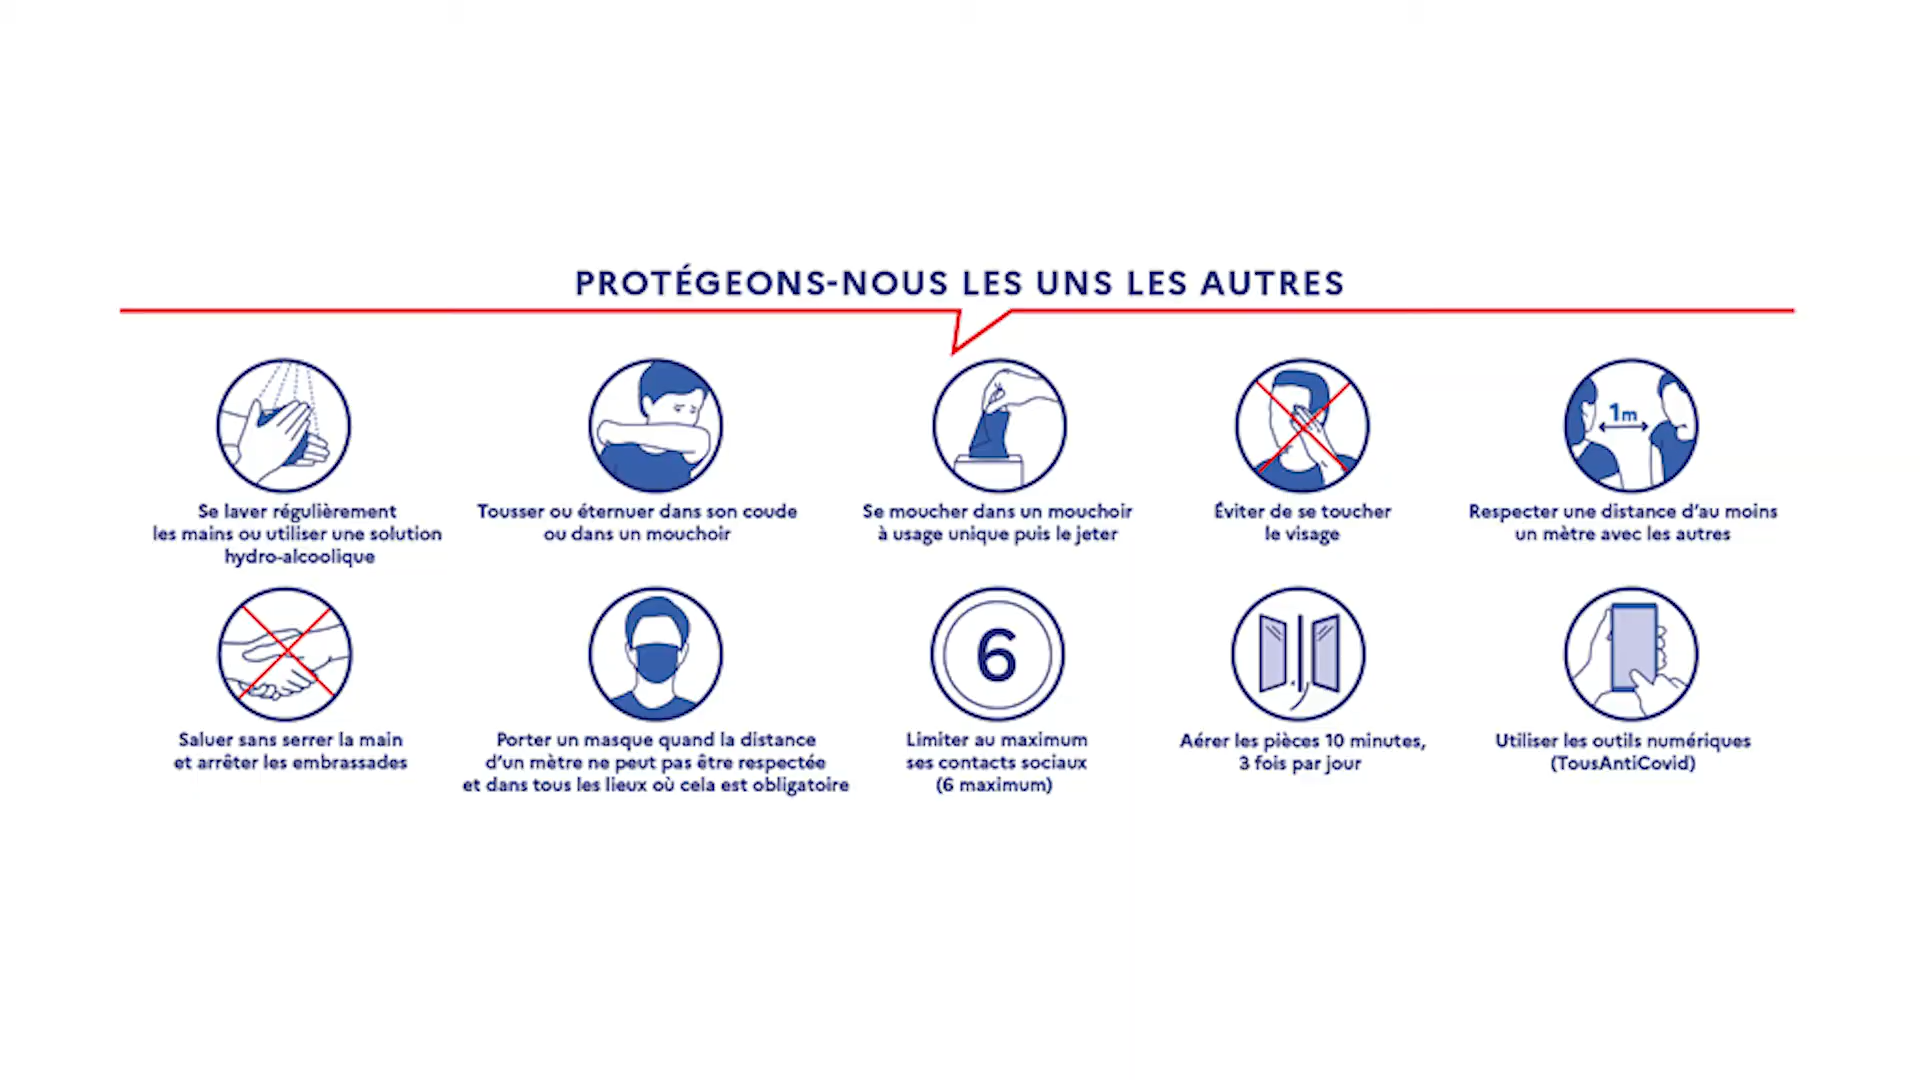 PROTÉGEONS-NOUS LES UNS LES AUTRES
1m
Se laver régulièrement
les mains ou utiliser une solution
hydro-alcoolique
Tousser ou éternuer dans son coude
ou dans un mouchoir
Se moucher dans un mouchoir
à usage unique puis le jeter
Éviter de se toucher
le visage
Respecter une distance d'au moins
un mètre avec les autres
6
Saluer sans serrer la main
et arrêter les embrassades
Porter un masque quand la distance
d'un mètre ne peut pas être respectée
et dans tous les lieux où cela est obligatoire
Limiter au maximum
ses contacts sociaux
(6 maximum)
Aérer les pièces 10 minutes,
3 fois par jour
Utiliser les outils numériques
(TousAntiCovid)